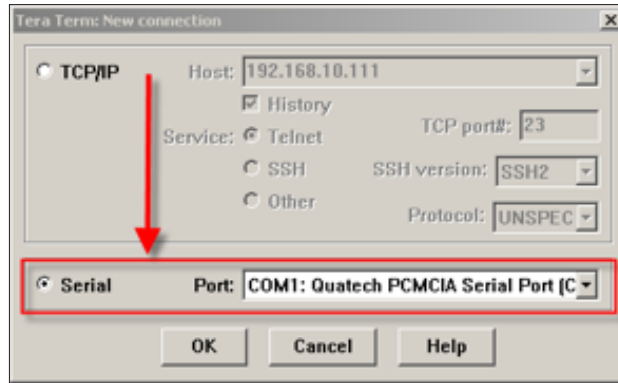 Tera Term: New connection
TCP/IP Host: 192.168.10.111
History
Service: Telnet TCP port#: 23
SSH SSH version: SSH2
Other Protocol: UNSPEC
Serial Port: COM1: Quatech PCMCIA Serial Port (C
OK Cancel Help